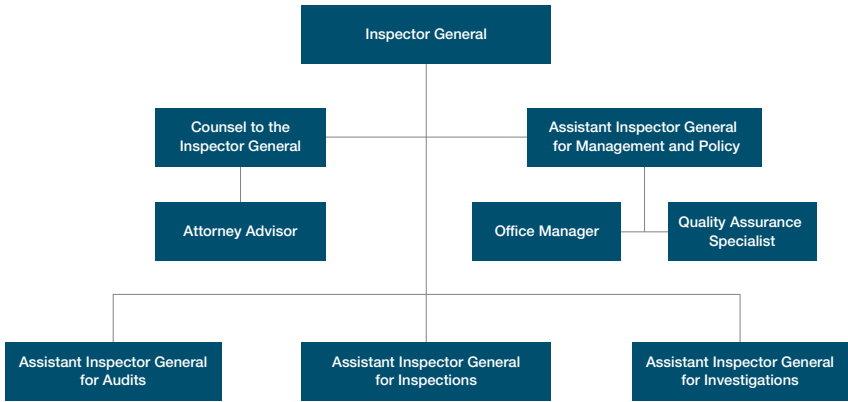 Inspector General
Counsel to the
Inspector General
Assistant Inspector General
for Management and Policy
Attorney Advisor
Office Manager
Quality Assurance
Specialist
Assistant Inspector General
for Audits
Assistant Inspector General
for Inspections
Assistant Inspector General
for Investigations